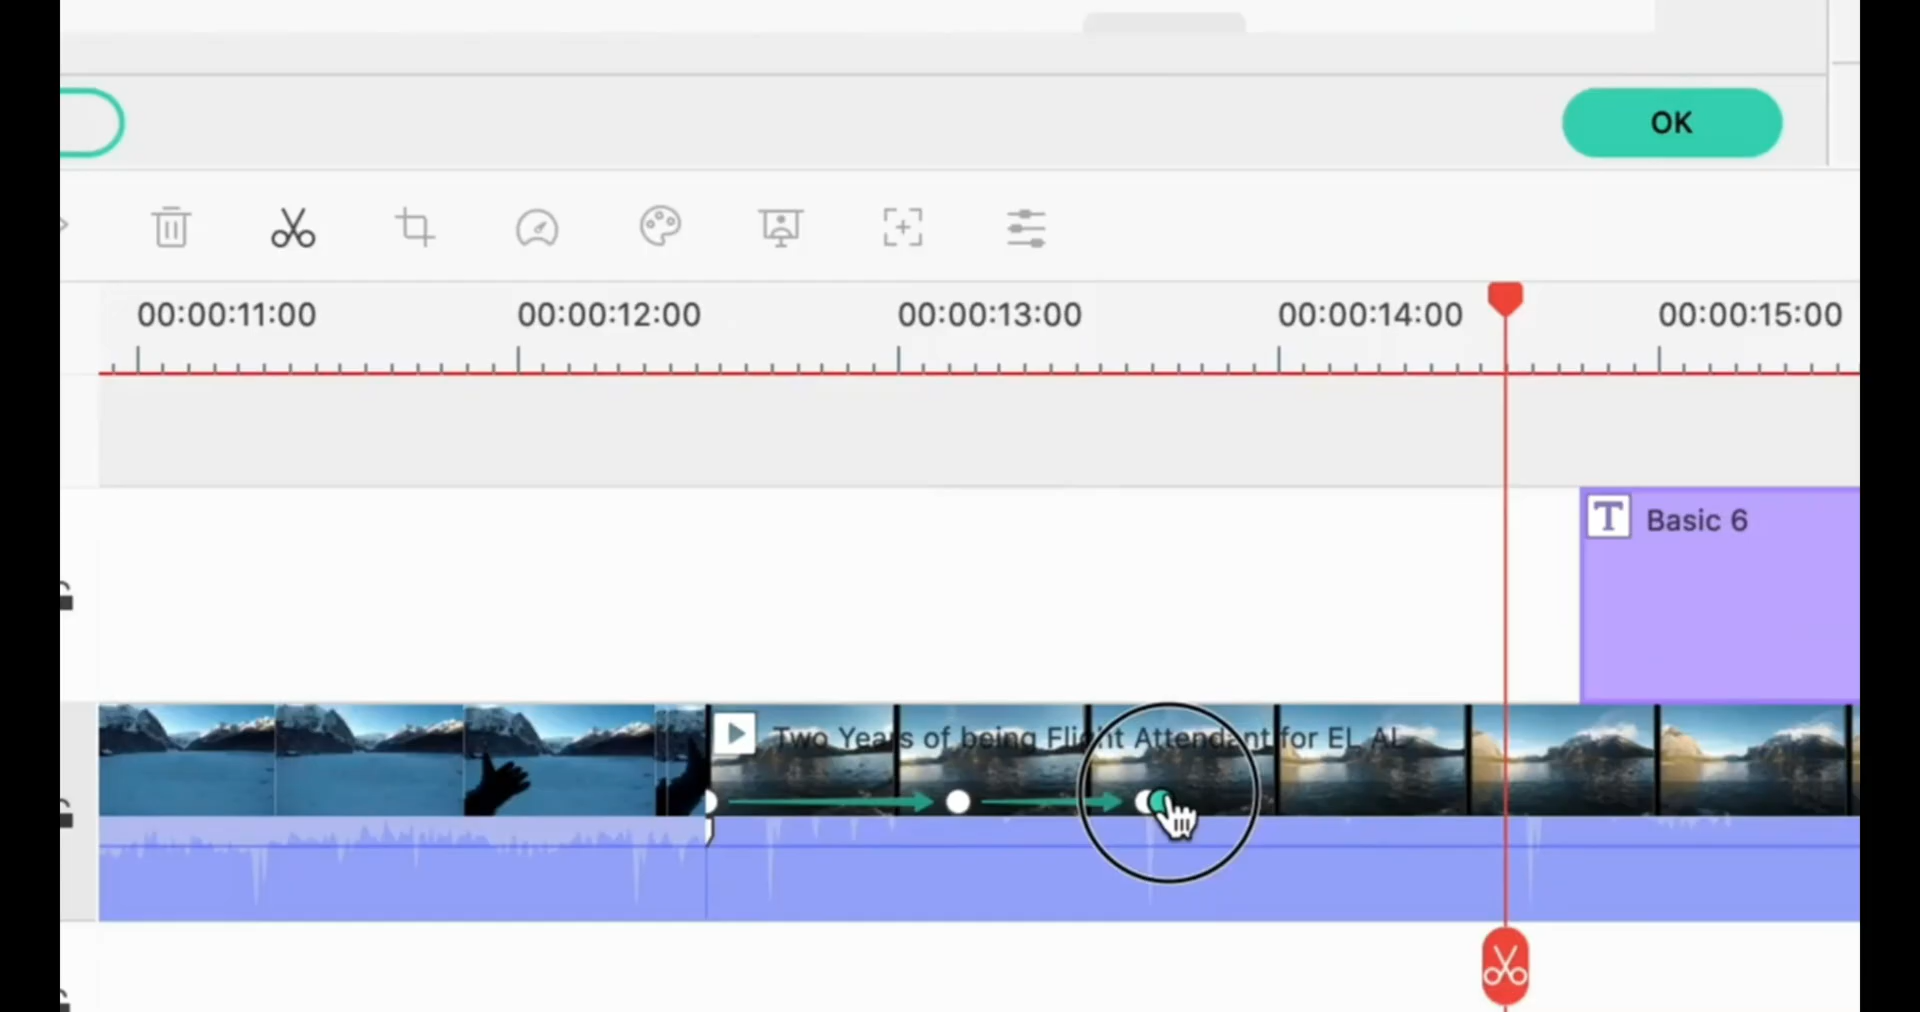 OK
00:00:11:00 00:00:12:00 00:00:13:00 00:00:14:00 00:00:15:00
T Basic 6
Two Years of being Flight Attendant for EL AL